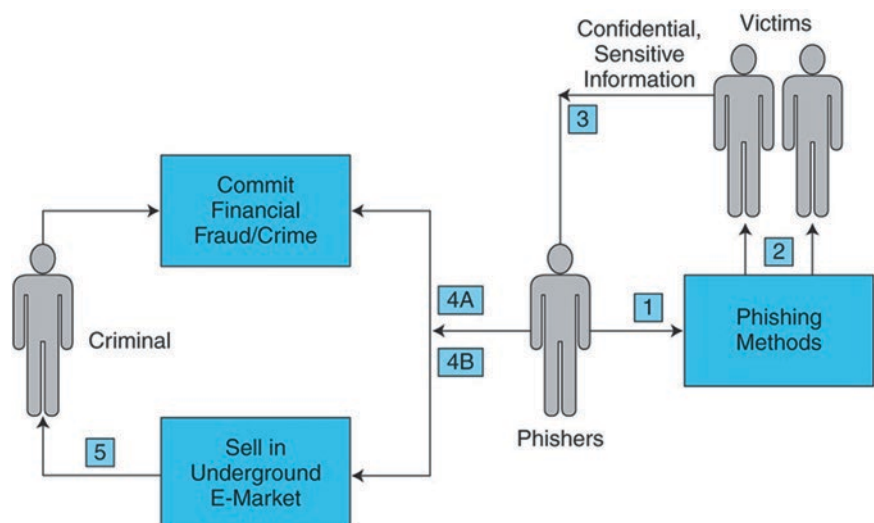 Victims
Confidential,
Sensitive
Information
3
Commit
Financial
Fraud/Crime
2
4A
1
Phishing
Methods
Criminal
4B
Phishers
5
Sell in
Underground
E-Market